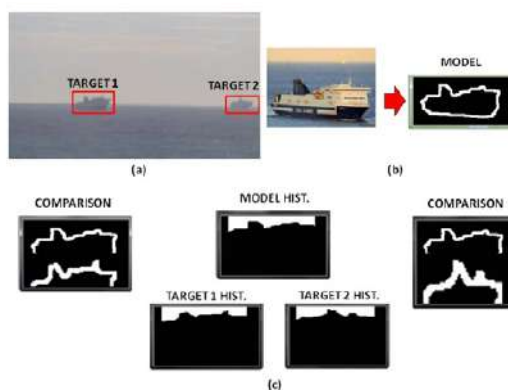 TARGET 1
TARGET 2
(a)
MODEL
(b)
COMPARISON
MODEL HIST.
COMPARISON
TARGET 1 HIST.
TARGET 2 HIST.
(c)